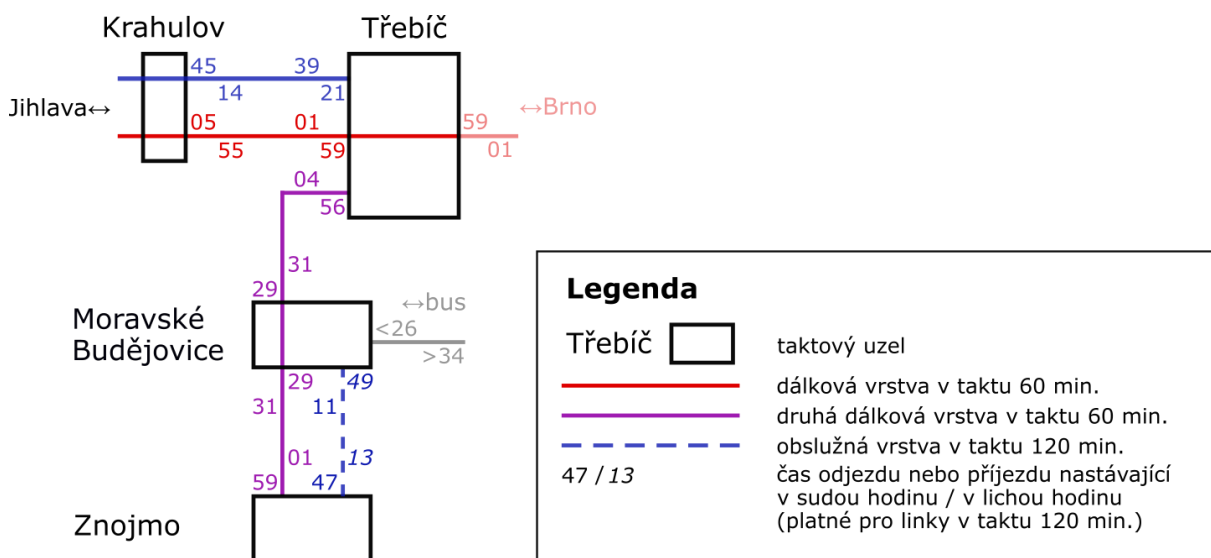 Krahulov
Třebíč
45
39
14
21
Jihlava↔
↔Brno
05
01
59
55
59
01
04
56
31
29
Moravské
Budějovice
↔bus
<26
>34
29
49
31
11
01
13
59
47
Znojmo
Legenda
Třebíč
taktový uzel
dálková vrstva v taktu 60 min.
druhá dálková vrstva v taktu 60 min.
obslužná vrstva v taktu 120 min.
47 / 13
čas odjezdu nebo příjezdu nastávající
v sudou hodinu / v lichou hodinu
(platné pro linky v taktu 120 min.)